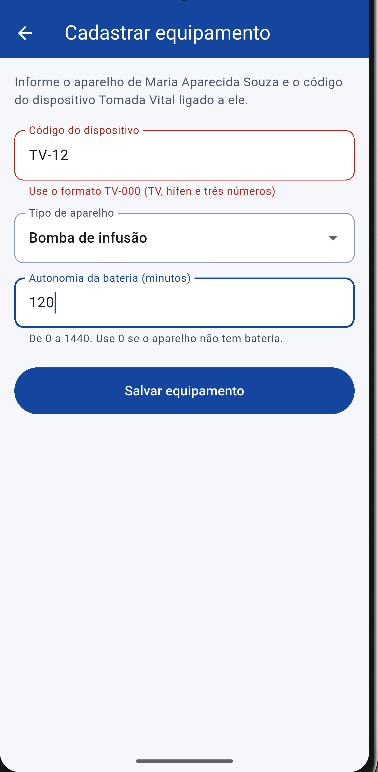 Cadastrar equipamento
Informe o aparelho de Maria Aparecida Souza e o código
do dispositivo Tomada Vital ligado a ele.
Código do dispositivo
TV-12
Use o formato TV-000 (TV, hífen e três números)
Tipo de aparelho
Bomba de infusão
Autonomia da bateria (minutos)
120
De 0 a 1440. Use 0 se o aparelho não tem bateria.
Salvar equipamento